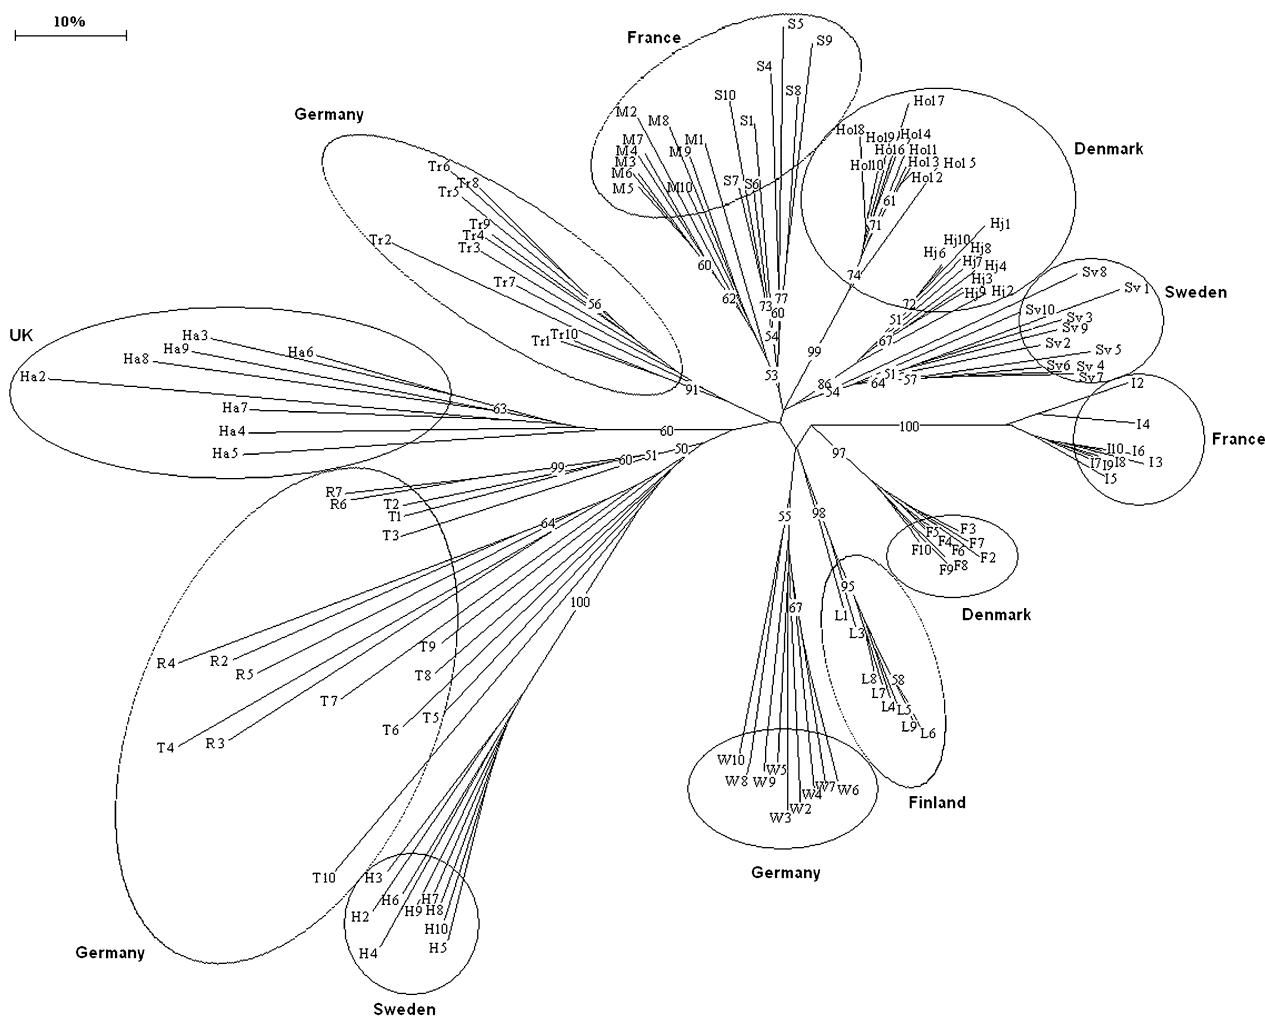 10%
France
S5
S9
S4
S8
S10
S1
M2
M8
M7
M1
M4
M9
M3
M6
M5
M10
S7
S6
60
62
73
77
60
54
53
Germany
Tr6
Tr8
Tr5
Tr9
Tr4
Tr2
Tr3
Tr7
Tr1
Tr10
56
91
Denmark
Hol7
Hol8
Hol9
Hol4
Hol6
Hol1
Hol10
Hol3
Hol5
Hol2
61
71
74
99
Hj1
Hj10
Hj8
Hj6
Hj7
Hj4
Hj3
Hj9
Hj2
72
51
67
86
54
64
51
57
Sweden
Sv8
Sv1
Sv10
Sv3
Sv9
Sv2
Sv5
Sv6
Sv4
Sv7
UK
Ha3
Ha9
Ha6
Ha8
Ha2
Ha7
Ha4
Ha5
63
60
France
I2
I4
I10
I6
I7
I9
I8
I3
I5
100
97
50
51
60
99
R7
R6
T2
T1
T3
64
100
R4
R2
R5
T9
T8
T7
T5
T6
T4
R3
T10
Germany
H3
H6
H7
H9
H8
H2
H10
H5
H4
Sweden
55
67
98
95
58
F3
F5
F4
F7
F10
F6
F2
F9
F8
Denmark
L1
L3
L8
L7
L4
L5
L9
L6
Finland
W10
W5
W8
W9
W7
W6
W4
W2
W3
Germany